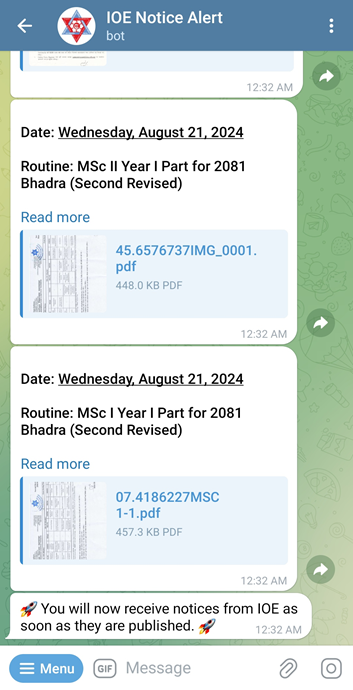 IOE Notice Alert
bot
12:32 AM
Date: Wednesday, August 21, 2024
Routine: MSc II Year I Part for 2081
Bhadra (Second Revised)
Read more
45.6576737IMG_0001.
pdf
448.0 KB PDF
12:32 AM
Date: Wednesday, August 21, 2024
Routine: MSc I Year I Part for 2081
Bhadra (Second Revised)
Read more
07.4186227MSC
1-1.pdf
457.3 KB PDF
12:32 AM
🚀 You will now receive notices from IOE as
soon as they are published. 🚀
12:32 AM
Menu
GIF
Message